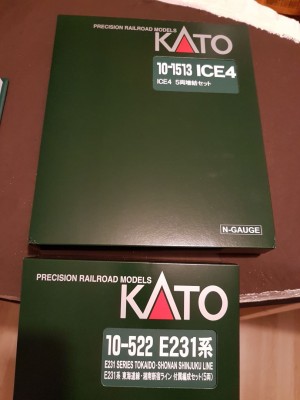 PRECISION RAILROAD MODELS
KATO
10-1513 ICE4
ICE4 5両増結セット
N-GAUGE
PRECISION RAILROAD MODELS
KATO
10-522 E231系
E231 SERIES TOKAIDO·SHONAN SHINJUKU LINE
E231系 東海道線·湘南新宿ライン 付属編成セット(5両)